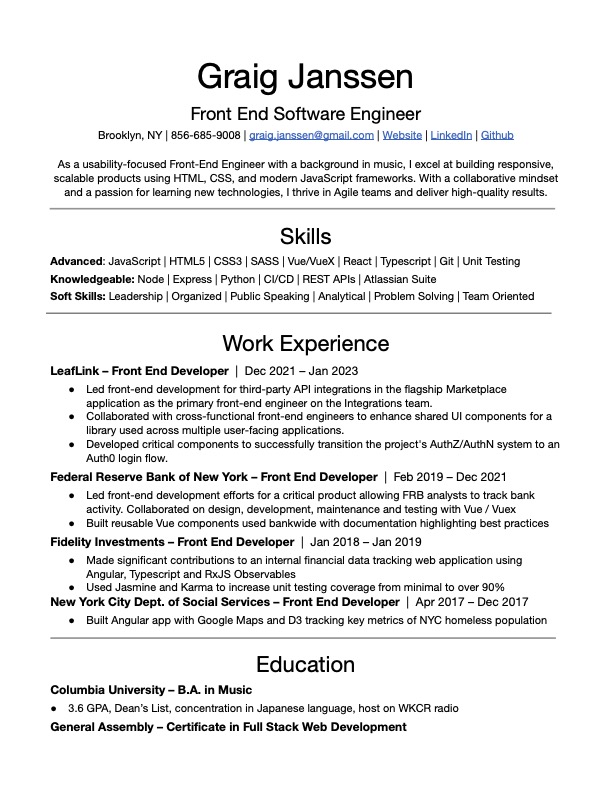 Graig Janssen
Front End Software Engineer
Brooklyn, NY | 856-685-9008 | graig.janssen@gmail.com | Website | LinkedIn | Github
As a usability-focused Front-End Engineer with a background in music, I excel at building responsive,
scalable products using HTML, CSS, and modern JavaScript frameworks. With a collaborative mindset
and a passion for learning new technologies, I thrive in Agile teams and deliver high-quality results.
Skills
Advanced: JavaScript | HTML5 | CSS3 | SASS | Vue/VueX | React | Typescript | Git | Unit Testing
Knowledgeable: Node | Express | Python | CI/CD | REST APIs | Atlassian Suite
Soft Skills: Leadership | Organized | Public Speaking | Analytical | Problem Solving | Team Oriented
Work Experience
LeafLink – Front End Developer | Dec 2021 – Jan 2023
● Led front-end development for third-party API integrations in the flagship Marketplace
application as the primary front-end engineer on the Integrations team.
● Collaborated with cross-functional front-end engineers to enhance shared UI components for a
library used across multiple user-facing applications.
● Developed critical components to successfully transition the project's AuthZ/AuthN system to an
Auth0 login flow.
Federal Reserve Bank of New York – Front End Developer | Feb 2019 – Dec 2021
● Led front-end development efforts for a critical product allowing FRB analysts to track bank
activity. Collaborated on design, development, maintenance and testing with Vue / Vuex
● Built reusable Vue components used bankwide with documentation highlighting best practices
Fidelity Investments – Front End Developer | Jan 2018 – Jan 2019
● Made significant contributions to an internal financial data tracking web application using
Angular, Typescript and RxJS Observables
● Used Jasmine and Karma to increase unit testing coverage from minimal to over 90%
New York City Dept. of Social Services – Front End Developer | Apr 2017 – Dec 2017
● Built Angular app with Google Maps and D3 tracking key metrics of NYC homeless population
Education
Columbia University – B.A. in Music
● 3.6 GPA, Dean's List, concentration in Japanese language, host on WKCR radio
General Assembly – Certificate in Full Stack Web Development